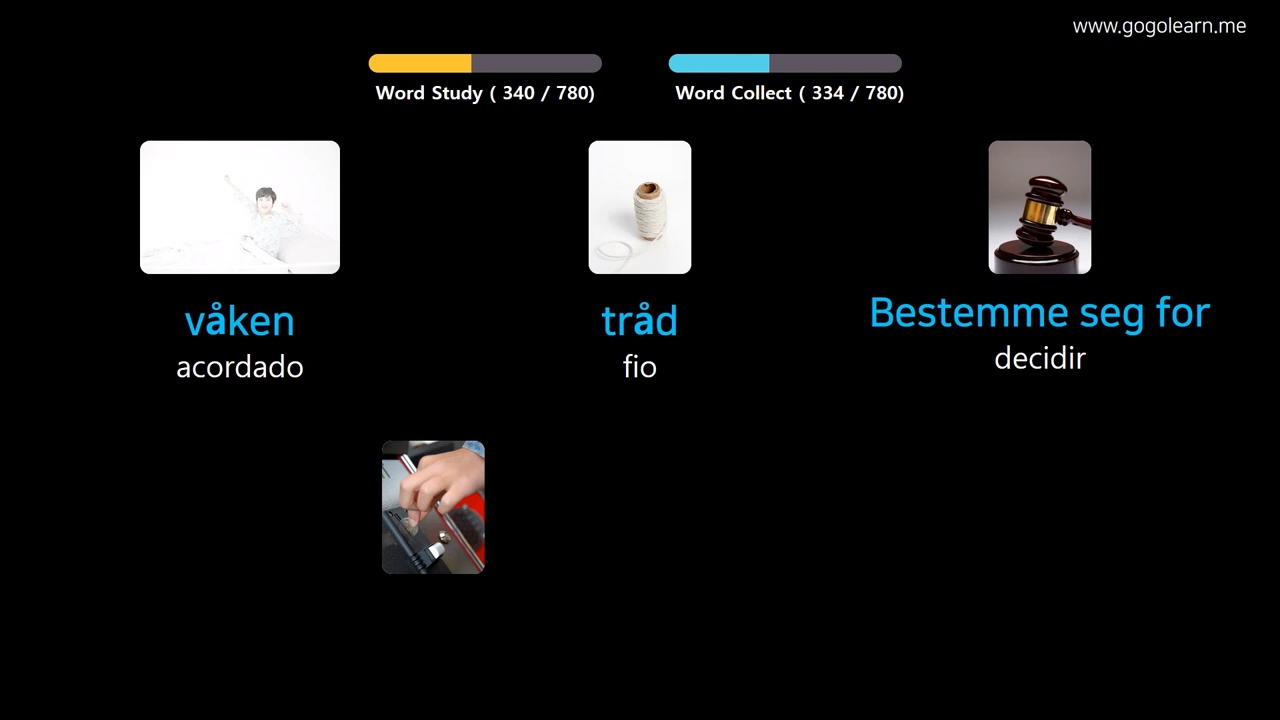 www.gogolearn.me
Word Study ( 340 / 780)
Word Collect ( 334 / 780)
våken
acordado
tråd
fio
Bestemme seg for
decidir